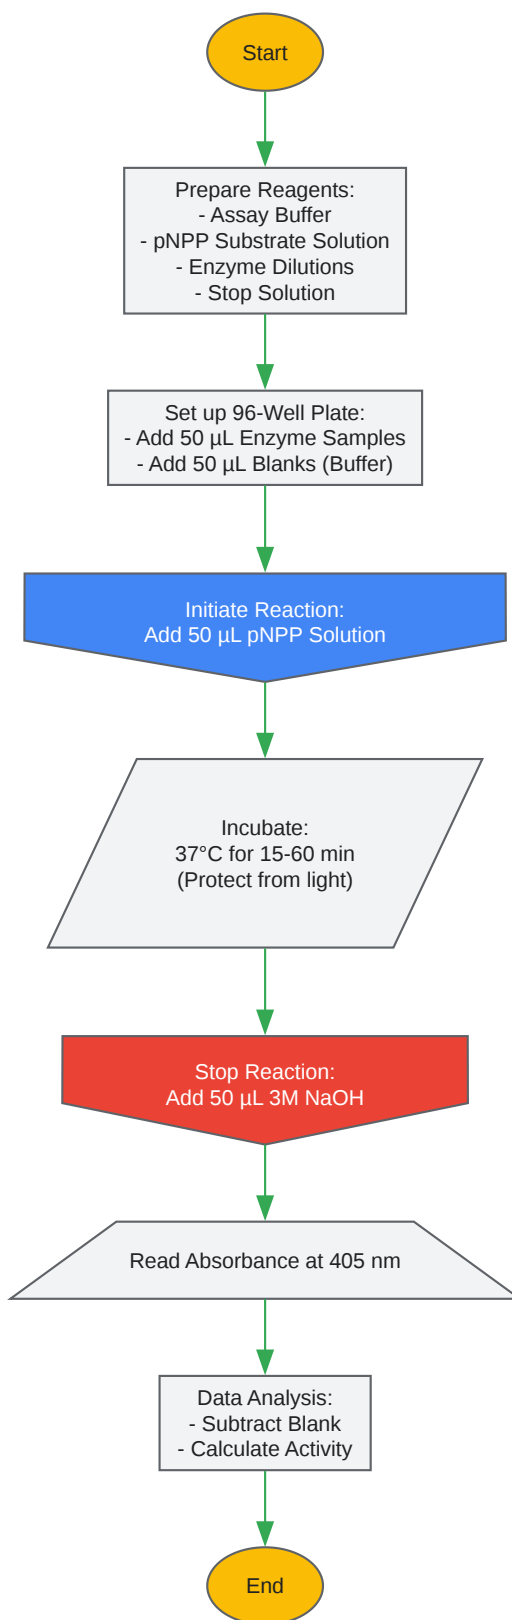 Start
Prepare Reagents:
- Assay Buffer
- pNPP Substrate Solution
- Enzyme Dilutions
- Stop Solution
Set up 96-Well Plate:
- Add 50 µL Enzyme Samples
- Add 50 µL Blanks (Buffer)
Initiate Reaction:
Add 50 µL pNPP Solution
Incubate:
37°C for 15-60 min
(Protect from light)
Stop Reaction:
Add 50 µL 3M NaOH
Read Absorbance at 405 nm
Data Analysis:
- Subtract Blank
- Calculate Activity
End